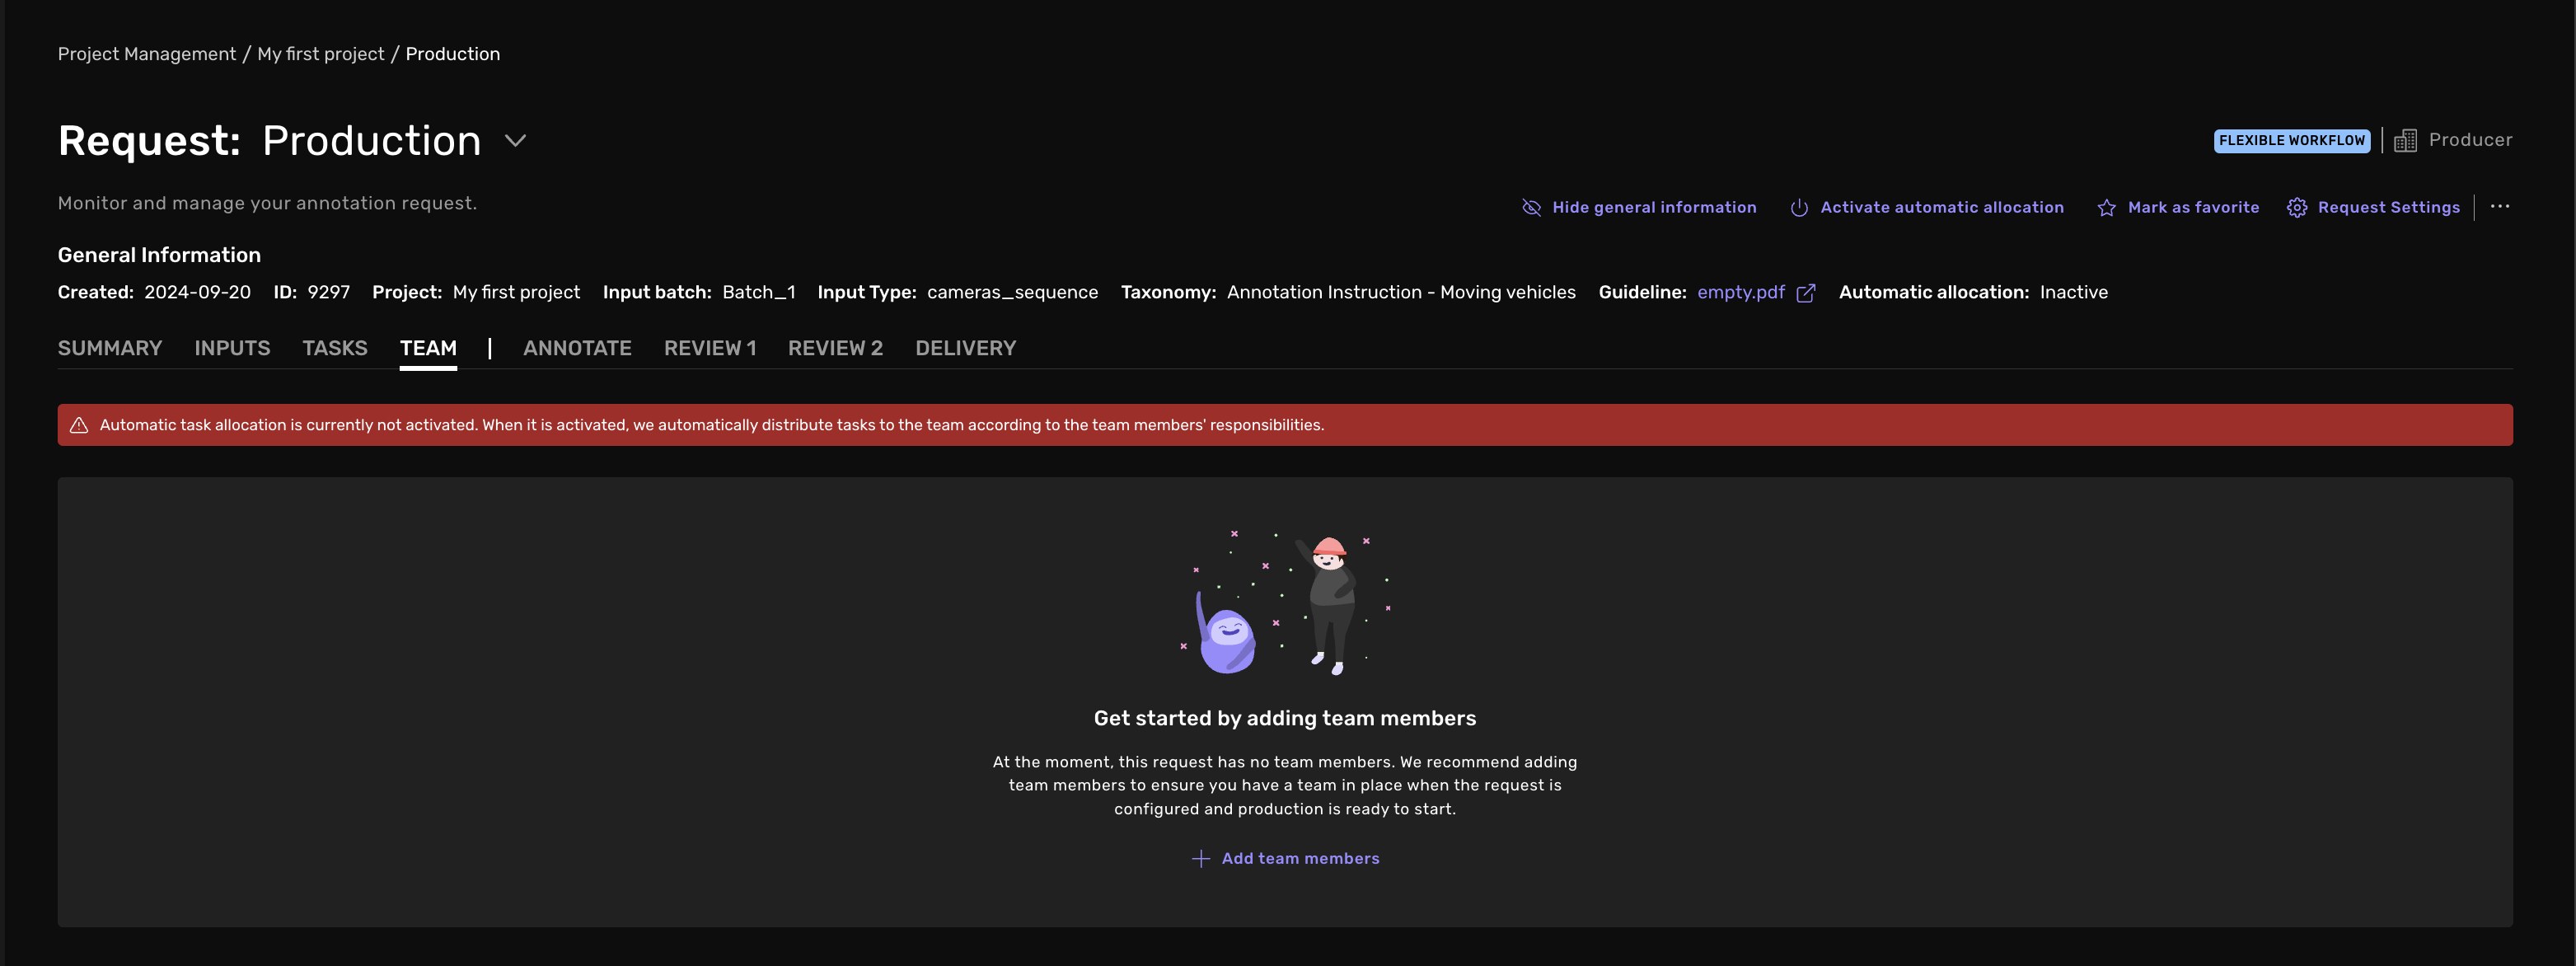 Project Management / My first project / Production
Request: Production
FLEXIBLE WORKFLOW
Producer
Monitor and manage your annotation request.
Hide general information
Activate automatic allocation
Mark as favorite
Request Settings
General Information
Created: 2024-09-20 ID: 9297 Project: My first project Input batch: Batch_1 Input Type: cameras_sequence Taxonomy: Annotation Instruction - Moving vehicles Guideline: empty.pdf Automatic allocation: Inactive
SUMMARY INPUTS TASKS TEAM | ANNOTATE REVIEW 1 REVIEW 2 DELIVERY
Automatic task allocation is currently not activated. When it is activated, we automatically distribute tasks to the team according to the team members' responsibilities.
Get started by adding team members
At the moment, this request has no team members. We recommend adding
team members to ensure you have a team in place when the request is
configured and production is ready to start.
Add team members